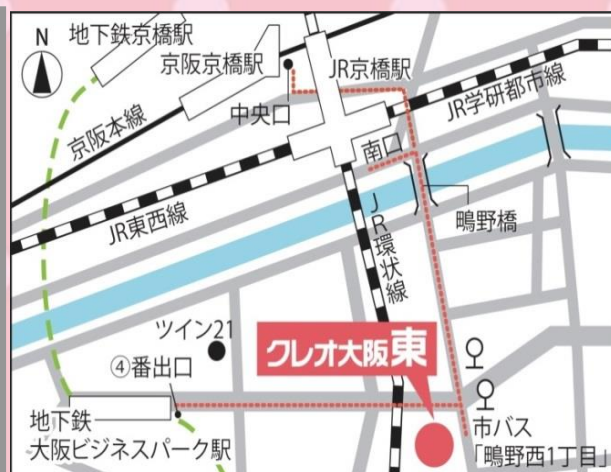 N
地下鉄京橋駅
京阪京橋駅
JR京橋駅
中央口
JR学研都市線
京阪本線
南口
JR東西線
JR環状線
鴫野橋
ツイン21
クレオ大阪東
④番出口
地下鉄
大阪ビジネスパーク駅
市バス
「鴫野西1丁目」